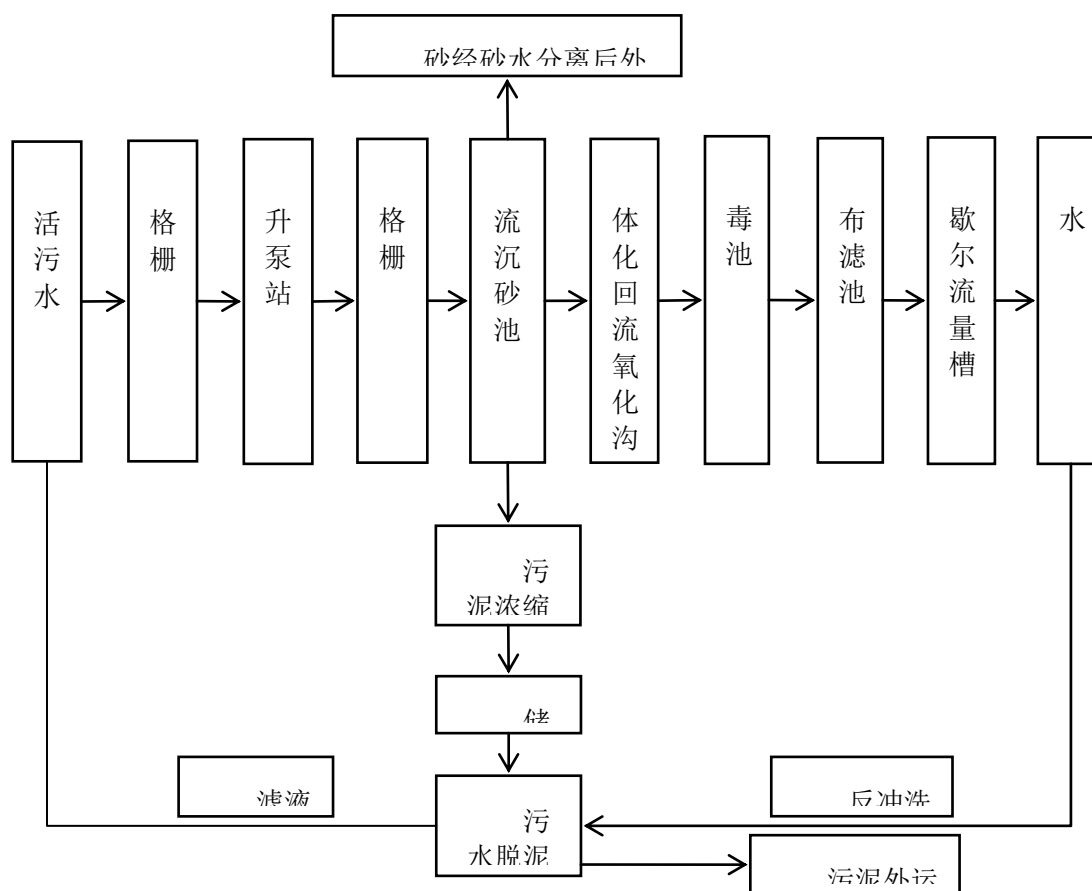 砂经砂水分离后外
活污水
格栅
升泵站
格栅
流沉砂池
体化回流氧化沟
毒池
布滤池
歇尔流量槽
水
污
泥浓缩
储
滤液
反冲洗
污
水脱泥
污泥外运